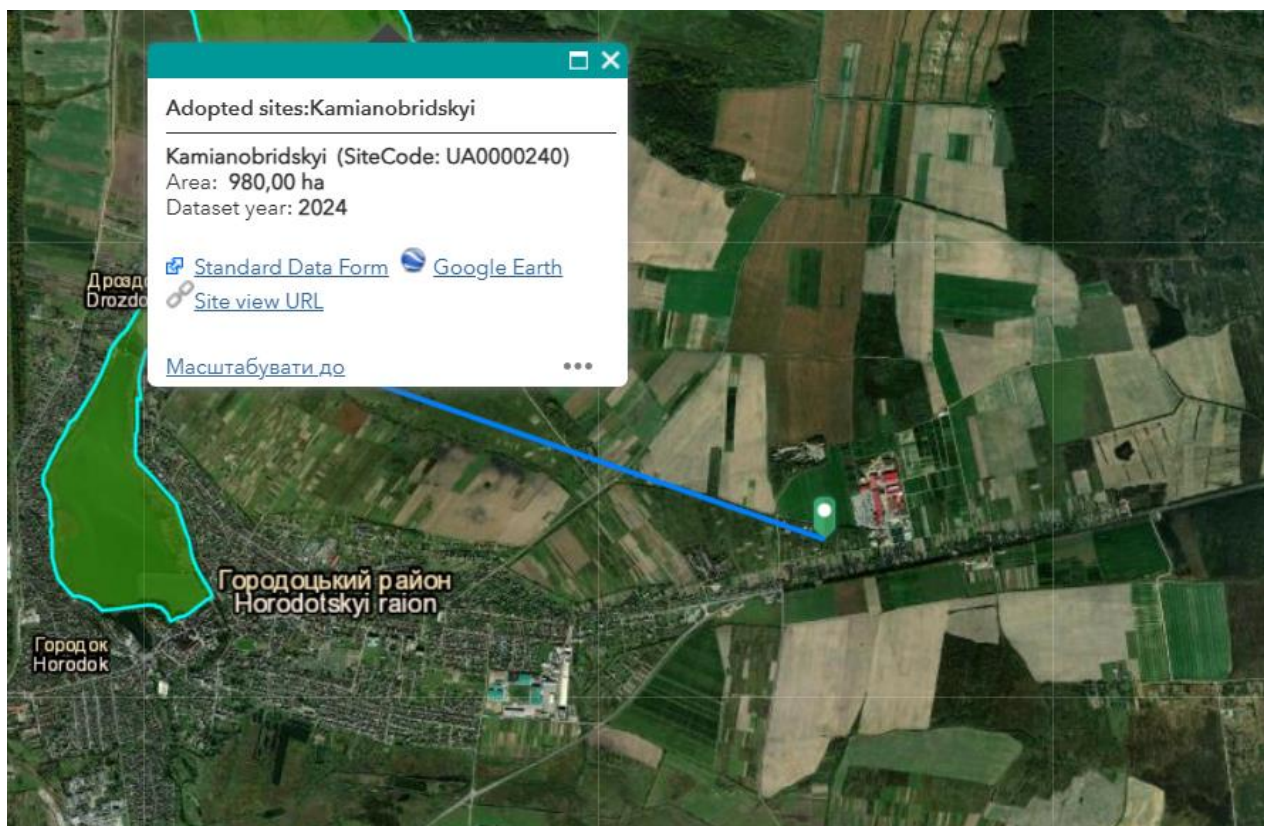 Adopted sites:Kamianobridskyi
Kamianobridskyi (SiteCode: UA0000240)
Area: 980,00 ha
Dataset year: 2024
Standard Data Form Google Earth
Site view URL
Масштабувати до
Городоцький район
Horodotskyi raion
Городок
Horodok